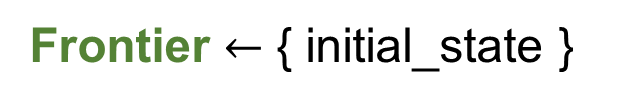 Frontier ← { initial_state }